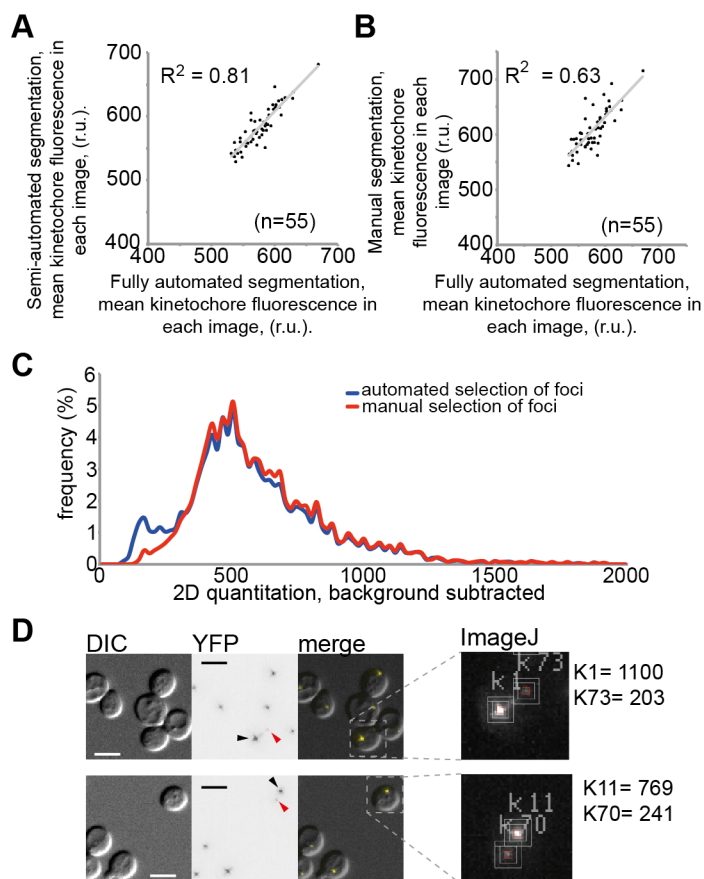 A
Semi-automated segmentation,
mean kinetochore fluorescence in
each image, (r.u.).
700
600
500
400
R2 = 0.81
(n=55)
400 500 600 700
Fully automated segmentation,
mean kinetochore fluorescence in
each image, (r.u.).
B
Manual segmentation,
mean kinetochore
fluorescence in each
image (r.u.)
700
600
500
400
R2 = 0.63
(n=55)
400 500 600 700
Fully automated segmentation,
mean kinetochore fluorescence in
each image, (r.u.).
C
frequency (%)
6
5
4
3
2
1
0
automated selection of foci
manual selection of foci
0 500 1000 1500 2000
2D quantitation, background subtracted
D
DIC YFP merge ImageJ
k73
k1
K1= 1100
K73= 203
k11
k70
K11= 769
K70= 241